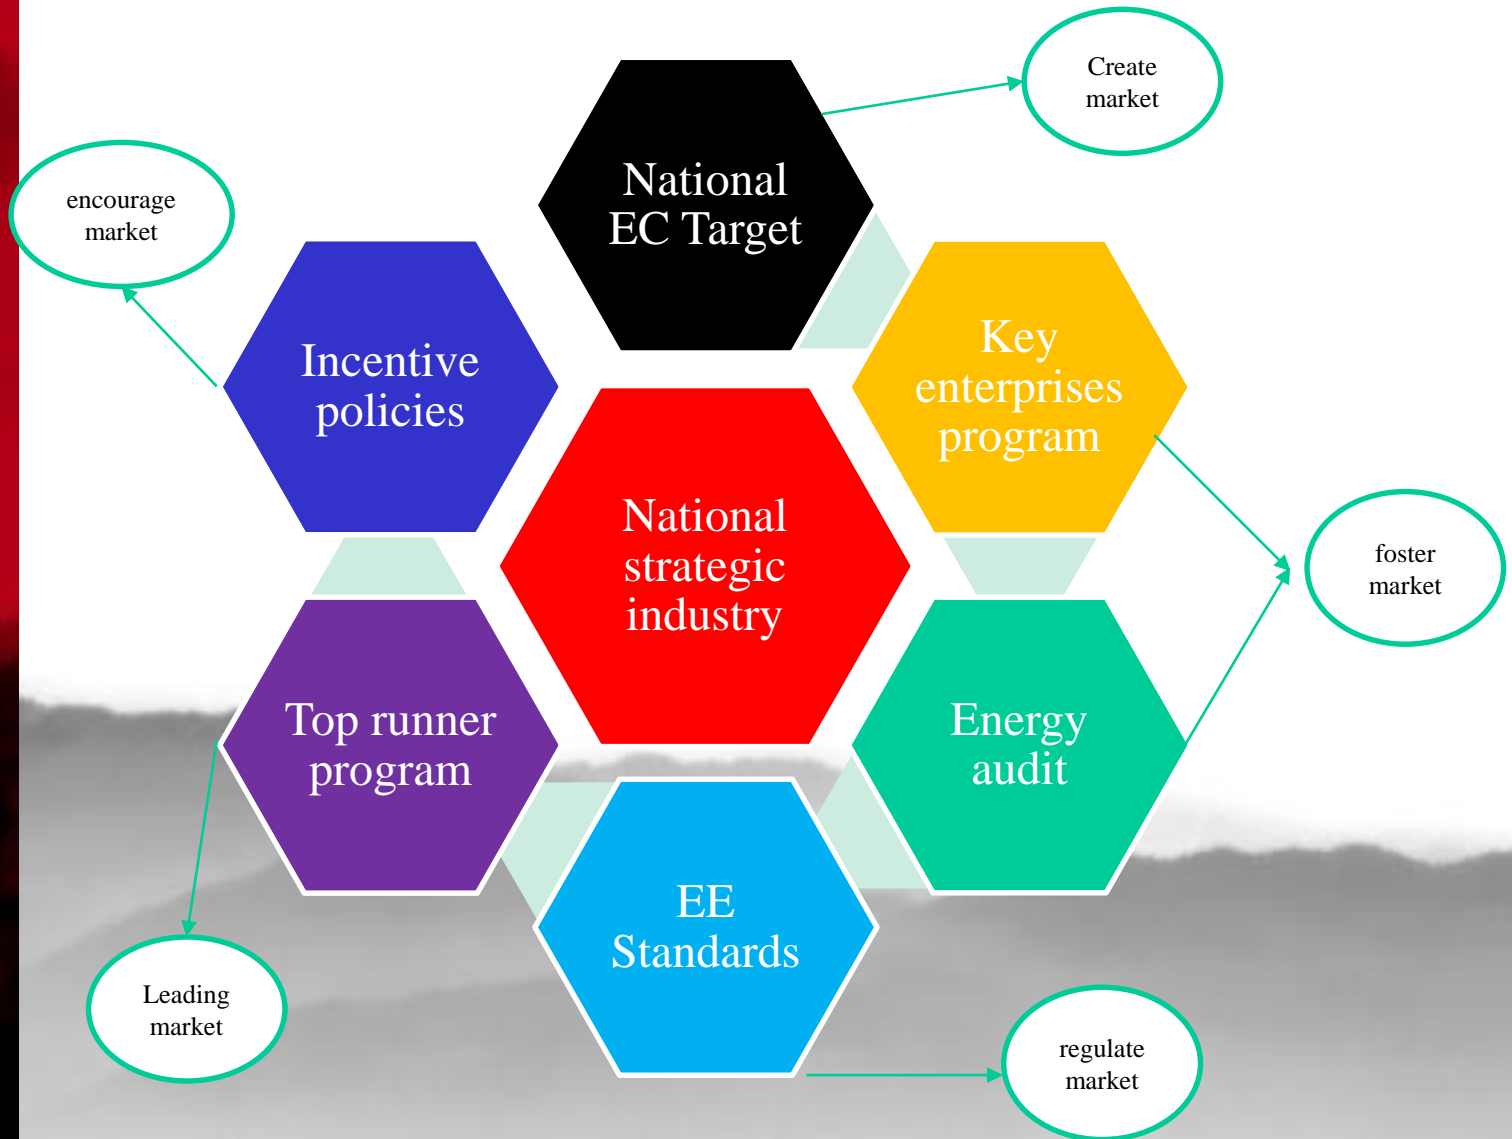 Create
market
National
EC Target
encourage
market
Incentive
policies
Key
enterprises
program
National
strategic
industry
foster
market
Top runner
program
Energy
audit
EE
Standards
Leading
market
regulate
market